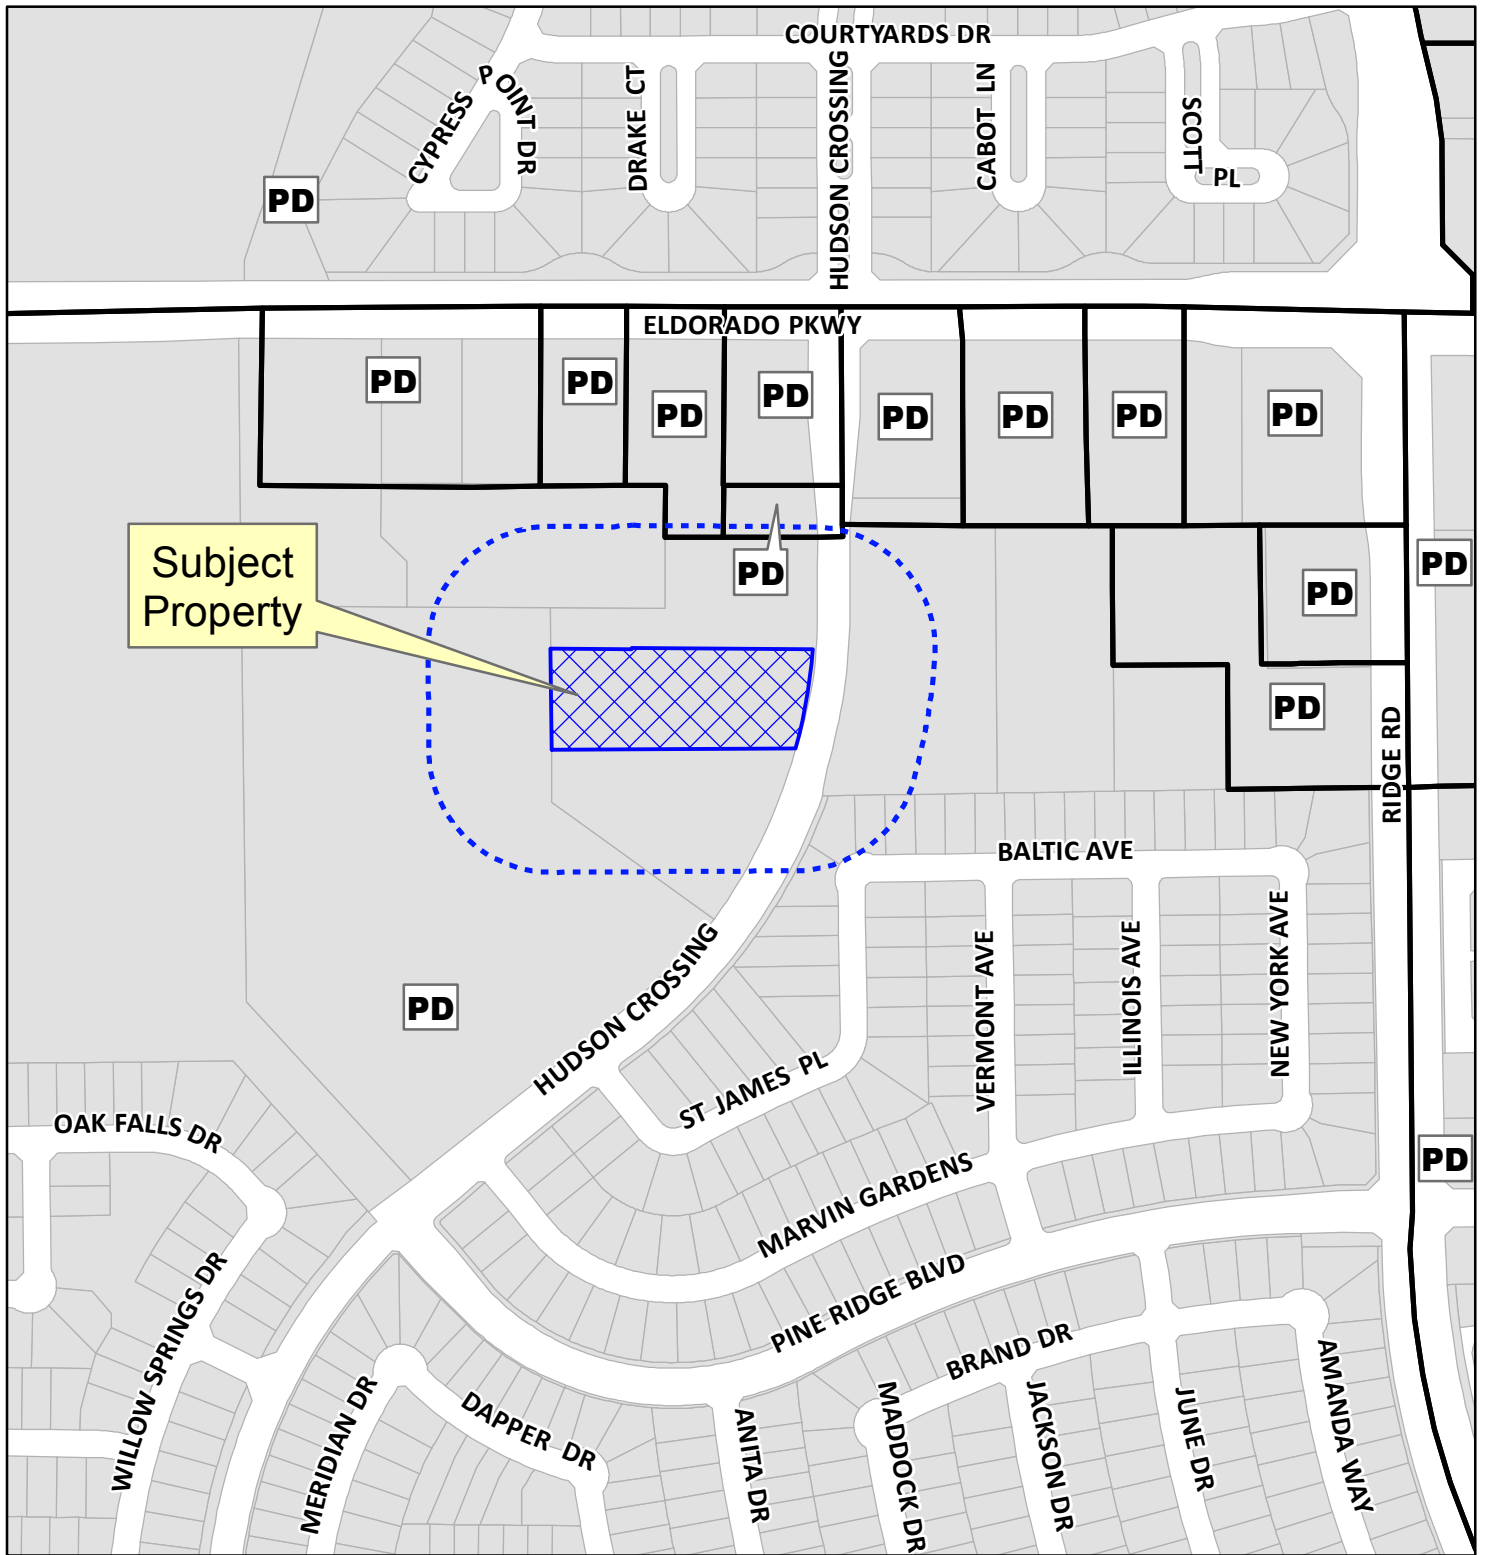 COURTYARDS DR
CYPRESS POINT DR
DRAKE CT
HUDSON CROSSING
CABOT LN
SCOTT PL
PD
ELDORADO PKWY
PD
PD
PD
PD
PD
PD
PD
PD
PD
Subject
Property
PD
PD
PD
RIDGE RD
BALTIC AVE
VERMONT AVE
ILLINOIS AVE
NEW YORK AVE
HUDSON CROSSING
PD
ST JAMES PL
OAK FALLS DR
MARVIN GARDENS
PD
PINE RIDGE BLVD
WILLOW SPRINGS DR
BRAND DR
MERIDIAN DR
DAPPER DR
ANITA DR
MADDOCK DR
JACKSON DR
JUNE DR
AMANDA WAY